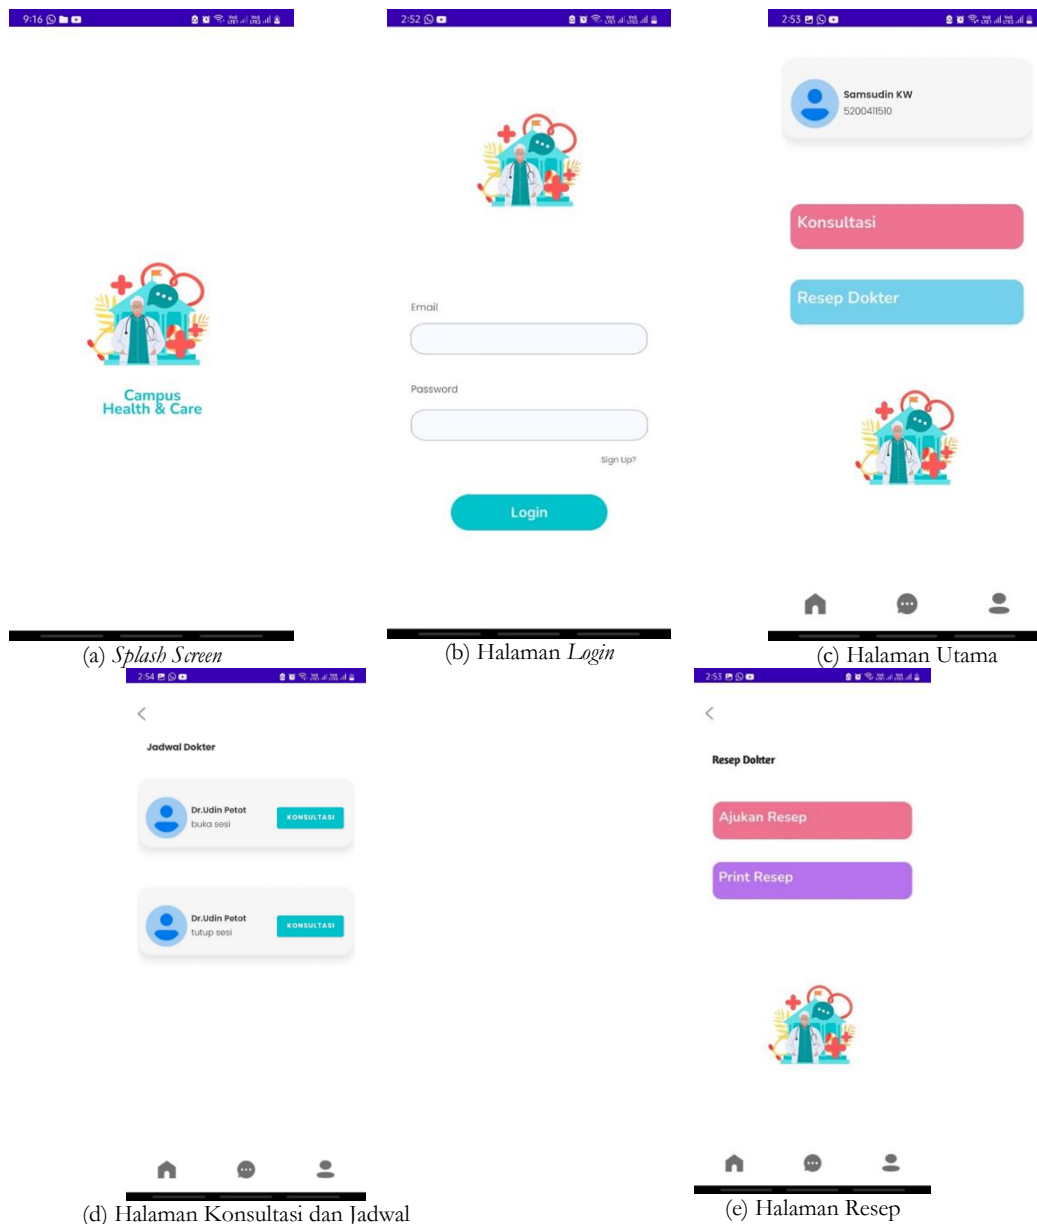 9:16
2:52
2:53
Samsudin KW
5200411510
Konsultasi
Resep Dokter
Campus
Health & Care
Email
Password
Sign Up?
Login
(a) Splash Screen
(b) Halaman Login
(c) Halaman Utama
2:54
Jadwal Dokter
Dr.Udin Petot
buka sesi
KONSULTASI
Dr.Udin Petot
tutup sesi
KONSULTASI
2:53
Resep Dokter
Ajukan Resep
Print Resep
(d) Halaman Konsultasi dan Jadwal
(e) Halaman Resep